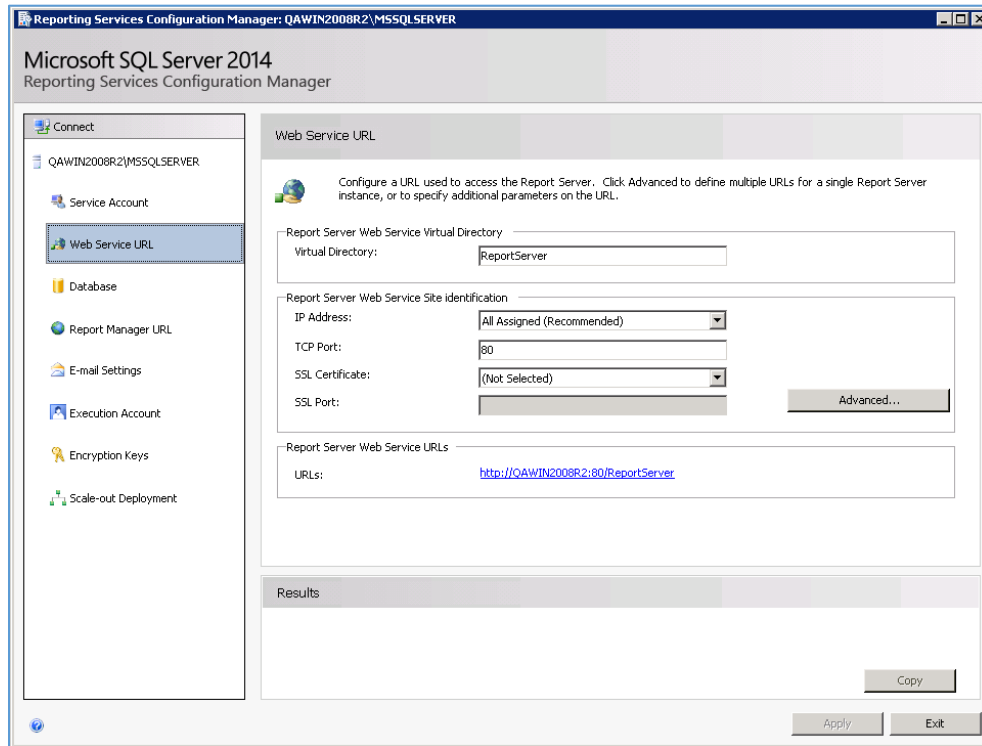 Reporting Services Configuration Manager: QAWIN2008R2\MSSQLSERVER
Microsoft SQL Server 2014
Reporting Services Configuration Manager
Connect
QAWIN2008R2\MSSQLSERVER
Service Account
Web Service URL
Database
Report Manager URL
E-mail Settings
Execution Account
Encryption Keys
Scale-out Deployment
Web Service URL
Configure a URL used to access the Report Server. Click Advanced to define multiple URLs for a single Report Server
instance, or to specify additional parameters on the URL.
Report Server Web Service Virtual Directory
Virtual Directory: ReportServer
Report Server Web Service Site identification
IP Address: All Assigned (Recommended)
TCP Port: 80
SSL Certificate: (Not Selected)
SSL Port:
Advanced...
Report Server Web Service URLs
URLs: http://QAWIN2008R2:80/ReportServer
Results
Copy
Apply Exit